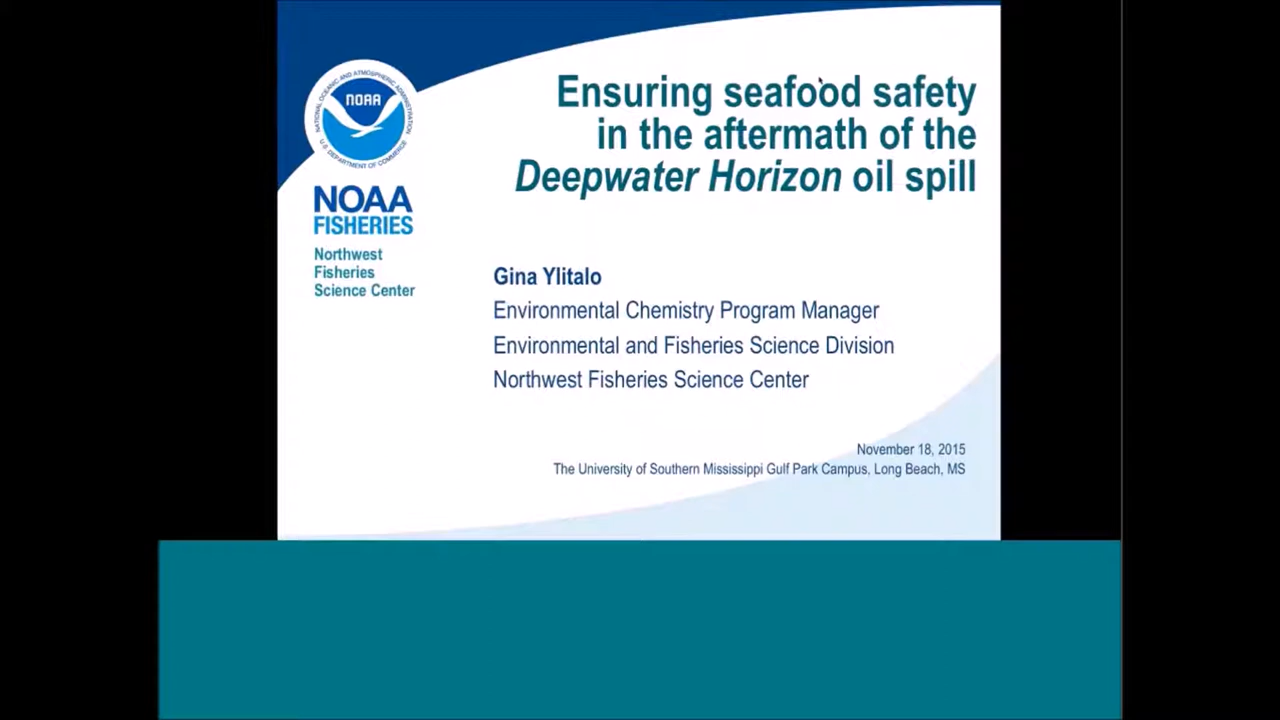 Ensuring seafood safety
in the aftermath of the
Deepwater Horizon oil spill
NATIONAL OCEANIC AND ATMOSPHERIC ADMINISTRATION
NOAA
U.S. DEPARTMENT OF COMMERCE
NOAA
FISHERIES
Northwest
Fisheries
Science Center
Gina Ylitalo
Environmental Chemistry Program Manager
Environmental and Fisheries Science Division
Northwest Fisheries Science Center
November 18, 2015
The University of Southern Mississippi Gulf Park Campus, Long Beach, MS